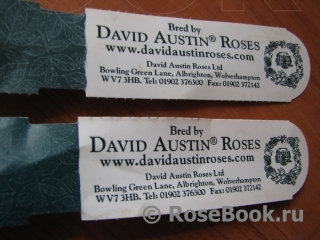 Bred by
DAVID AUSTIN® ROSES
www.davidaustinroses.com
David Austin Roses Ltd
Bowling Green Lane, Albrighton, Wolverhampton
WV7 3HB. Tel: 01902 376300 Fax: 01902 372142
Bred by
DAVID AUSTIN® ROSES
www.davidaustinroses.com
David Austin Roses Ltd
Bowling Green Lane, Albrighton, Wolverhampton
WV7 3HB. Tel: 01902 376300 Fax: 01902 372142
© RoseBook.ru